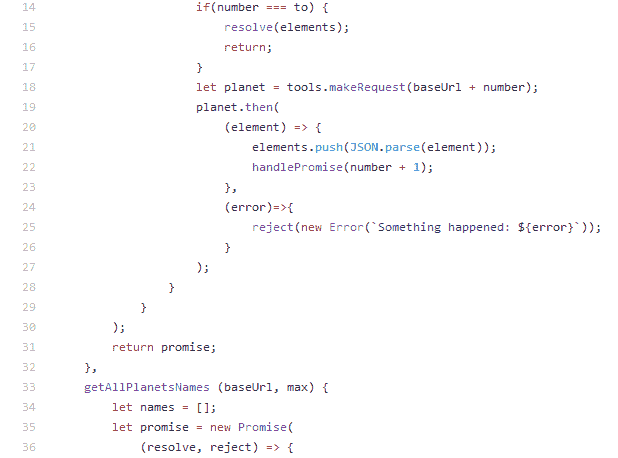 14 if(number === to) {
15 resolve(elements);
16 return;
17 }
18 let planet = tools.makeRequest(baseUrl + number);
19 planet.then(
20 (element) => {
21 elements.push(JSON.parse(element));
22 handlePromise(number + 1);
23 },
24 (error)=>{
25 reject(new Error(`Something happened: ${error}`));
26 }
27 );
28 }
29 }
30 );
31 return promise;
32 },
33 getAllPlanetsNames (baseUrl, max) {
34 let names = [];
35 let promise = new Promise(
36 (resolve, reject) => {